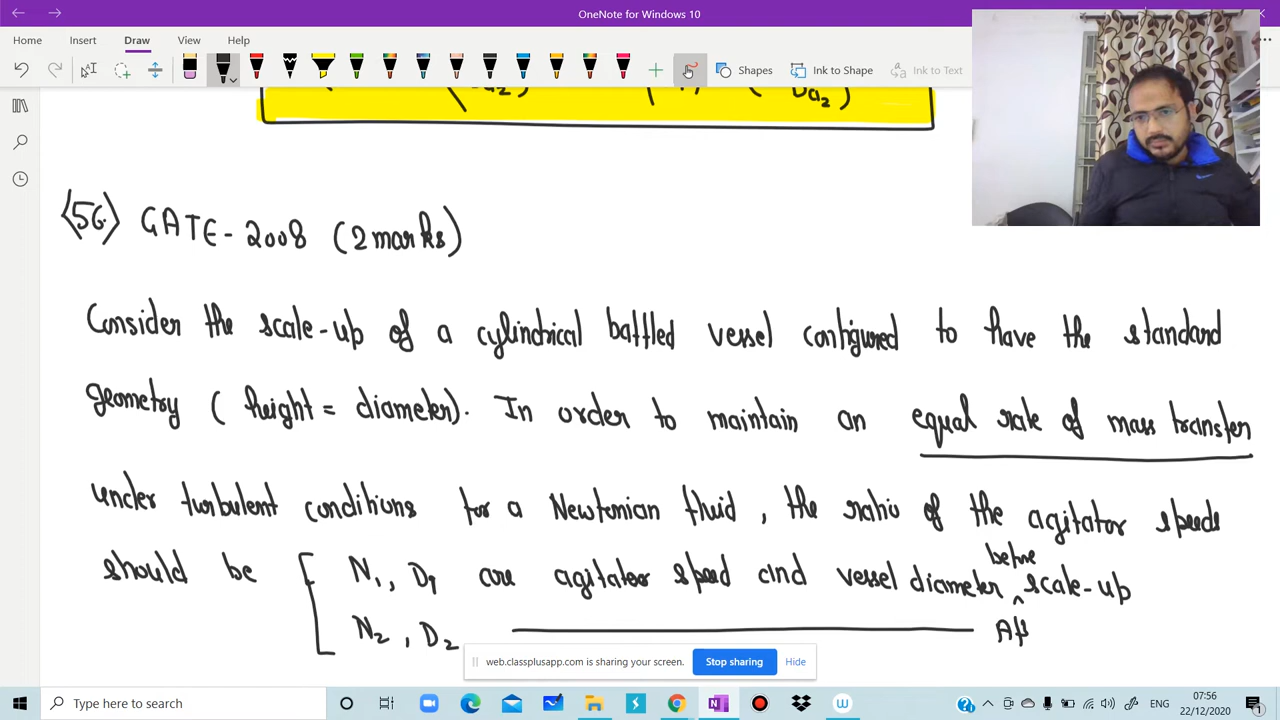 OneNote for Windows 10
Home Insert Draw View Help
Shapes Ink to Shape Ink to Text
Da2) Da2)
<56> GATE - 2008 (2 marks)
Consider the scale-up of a cylindrical baffled vessel configured to have the standard
geometry ( height = diameter). In order to maintain an equal rate of mass transfer
under turbulent conditions for a Newtonian fluid, the ratio of the agitator speeds
should be [ N1, D1 are agitator speed and vessel diameter before scale-up
N2, D2 Af
web.classplusapp.com is sharing your screen. Stop sharing Hide
Type here to search
ENG 07:56
22/12/2020